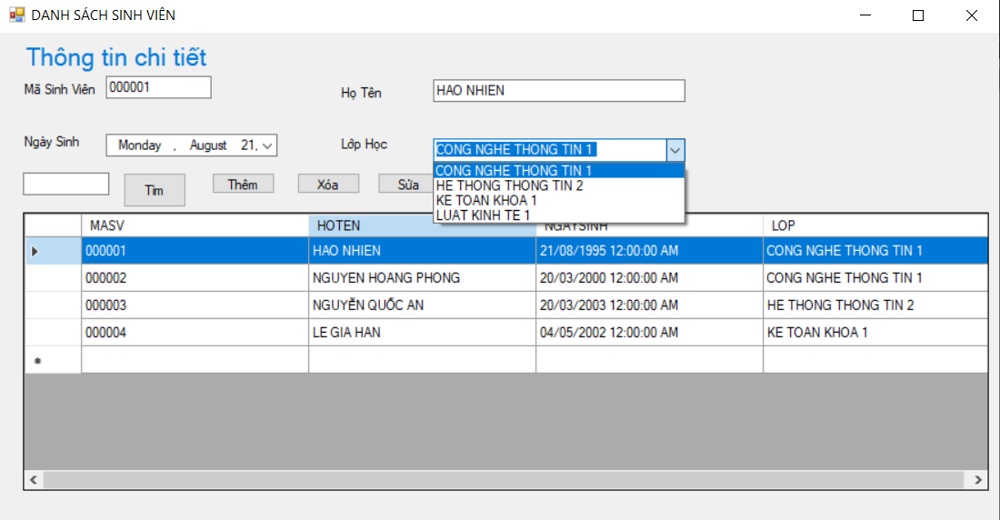 DANH SÁCH SINH VIÊN
Thông tin chi tiết
Mã Sinh Viên 000001 Họ Tên HAO NHIEN
Ngày Sinh Monday , August 21, Lớp Học CONG NGHE THONG TIN 1
CONG NGHE THONG TIN 1
HE THONG THONG TIN 2
KE TOAN KHOA 1
LUAT KINH TE 1
Tìm Thêm Xóa Sửa
MASV HOTEN NGAYSINH LOP
000001 HAO NHIEN 21/08/1995 12:00:00 AM CONG NGHE THONG TIN 1
000002 NGUYEN HOANG PHONG 20/03/2000 12:00:00 AM CONG NGHE THONG TIN 1
000003 NGUYỄN QUỐC AN 20/03/2003 12:00:00 AM HE THONG THONG TIN 2
000004 LE GIA HAN 04/05/2002 12:00:00 AM KE TOAN KHOA 1